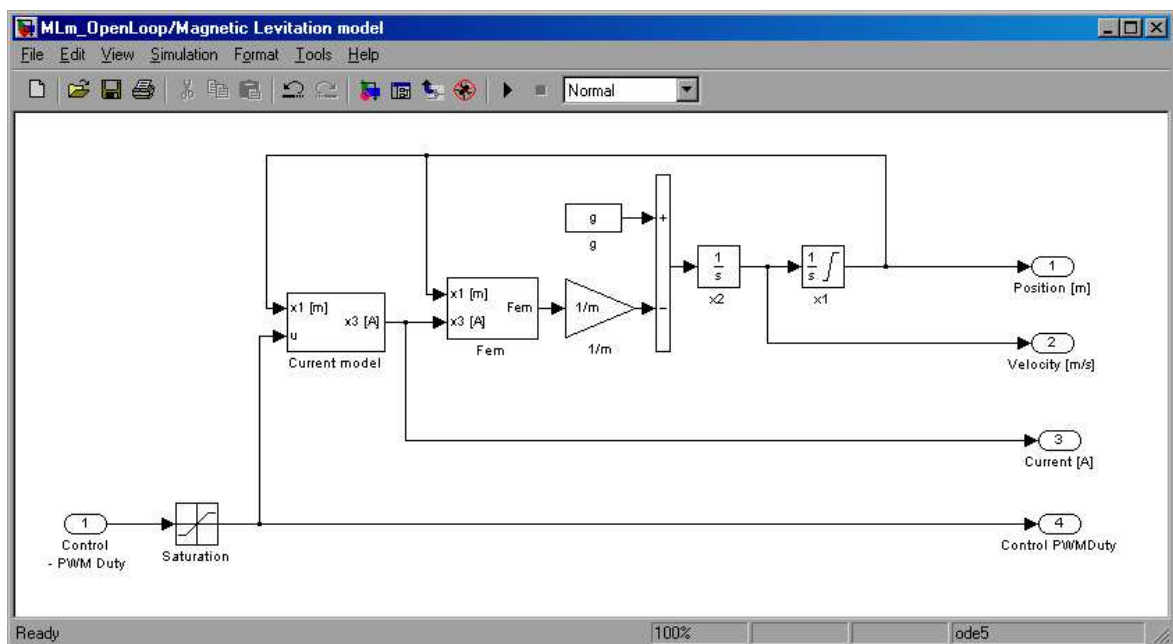 MLm_OpenLoop/Magnetic Levitation model
File Edit View Simulation Format Tools Help
Normal
g
g
+
1
s
x2
1
s
x1
1
Position [m]
x1 [m]
u
x3 [A]
Current model
x1 [m]
x3 [A]
Fem
Fem
1/m
1/m
-
2
Velocity [m/s]
3
Current [A]
1
Control
- PWM Duty
Saturation
4
Control PWMDuty
Ready 100% ode5